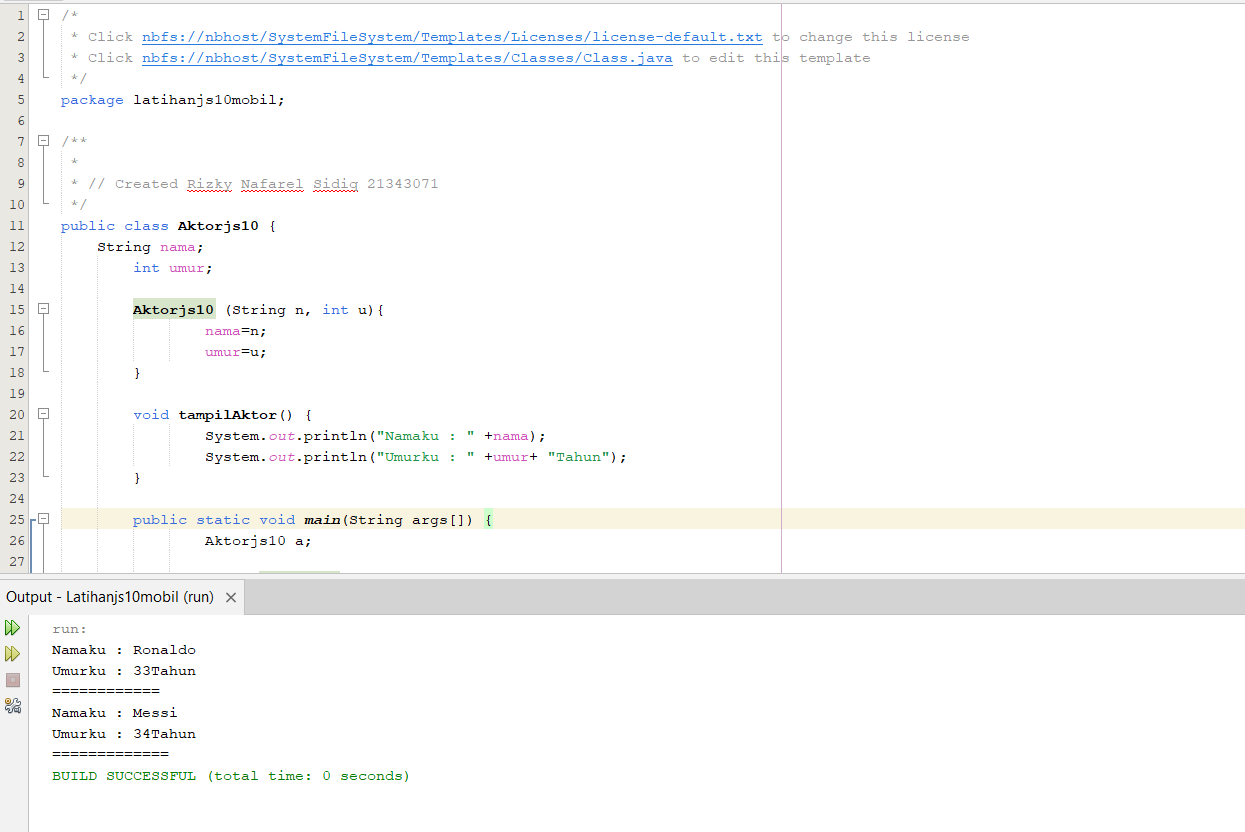 1 /*
2 * Click nbfs://nbhost/SystemFileSystem/Templates/Licenses/license-default.txt to change this license
3 * Click nbfs://nbhost/SystemFileSystem/Templates/Classes/Class.java to edit this template
4 */
5 package latihanjs10mobil;
6
7 /**
8 *
9 * // Created Rizky Nafarel Sidiq 21343071
10 */
11 public class Aktorjs10 {
12 String nama;
13 int umur;
14
15 Aktorjs10 (String n, int u){
16 nama=n;
17 umur=u;
18 }
19
20 void tampilAktor() {
21 System.out.println("Namaku : " +nama);
22 System.out.println("Umurku : " +umur+ "Tahun");
23 }
24
25 public static void main(String args[]) {
26 Aktorjs10 a;
27
Output - Latihanjs10mobil (run) ×
run:
Namaku : Ronaldo
Umurku : 33Tahun
============
Namaku : Messi
Umurku : 34Tahun
=============
BUILD SUCCESSFUL (total time: 0 seconds)